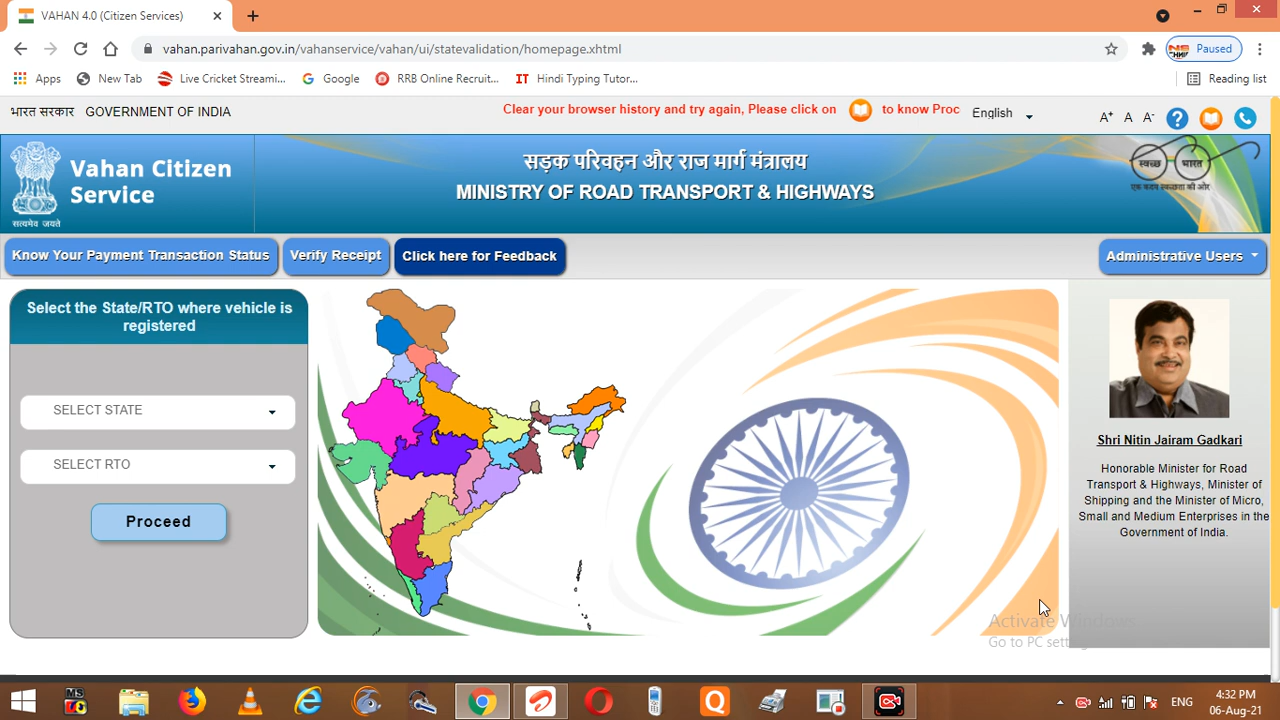 VAHAN 4.0 (Citizen Services)
vahan.parivahan.gov.in/vahanservice/vahan/ui/statevalidation/homepage.xhtml
Paused
Apps
New Tab
Live Cricket Streami...
Google
RRB Online Recruit...
IT Hindi Typing Tutor...
Reading list
भारत सरकार GOVERNMENT OF INDIA
Clear your browser history and try again, Please click on to know Proc
English
A+ A A-
Vahan Citizen
Service
सत्यमेव जयते
सड़क परिवहन और राज मार्ग मंत्रालय
MINISTRY OF ROAD TRANSPORT & HIGHWAYS
स्वच्छ भारत
एक कदम स्वच्छता की ओर
Know Your Payment Transaction Status
Verify Receipt
Click here for Feedback
Administrative Users
Select the State/RTO where vehicle is
registered
SELECT STATE
SELECT RTO
Proceed
Shri Nitin Jairam Gadkari
Honorable Minister for Road
Transport & Highways, Minister of
Shipping and the Minister of Micro,
Small and Medium Enterprises in the
Government of India.
Activate Windows
Go to PC
MS
ENG
4:32 PM
06-Aug-21